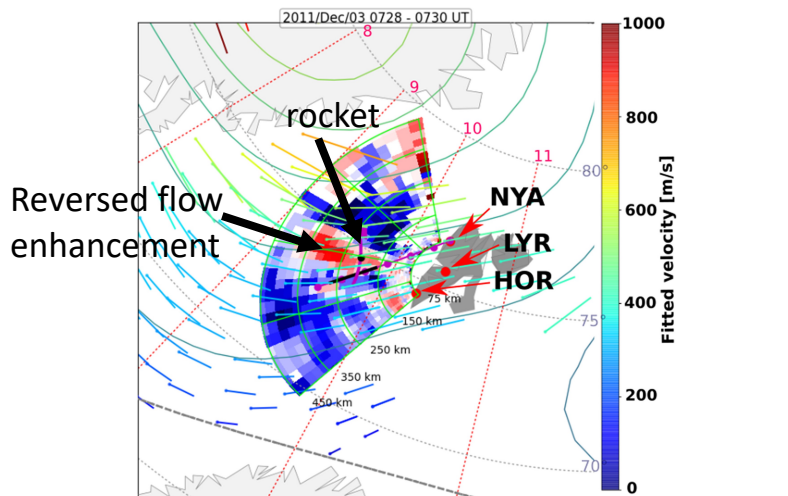 2011/Dec/03 0728 - 0730 UT
1000
8
9
rocket
800
10
11
80°
NYA
Reversed flow
enhancement
600
LYR
HOR
75 km
400
150 km
75°
250 km
350 km
200
450 km
70
0
Fitted velocity [m/s]